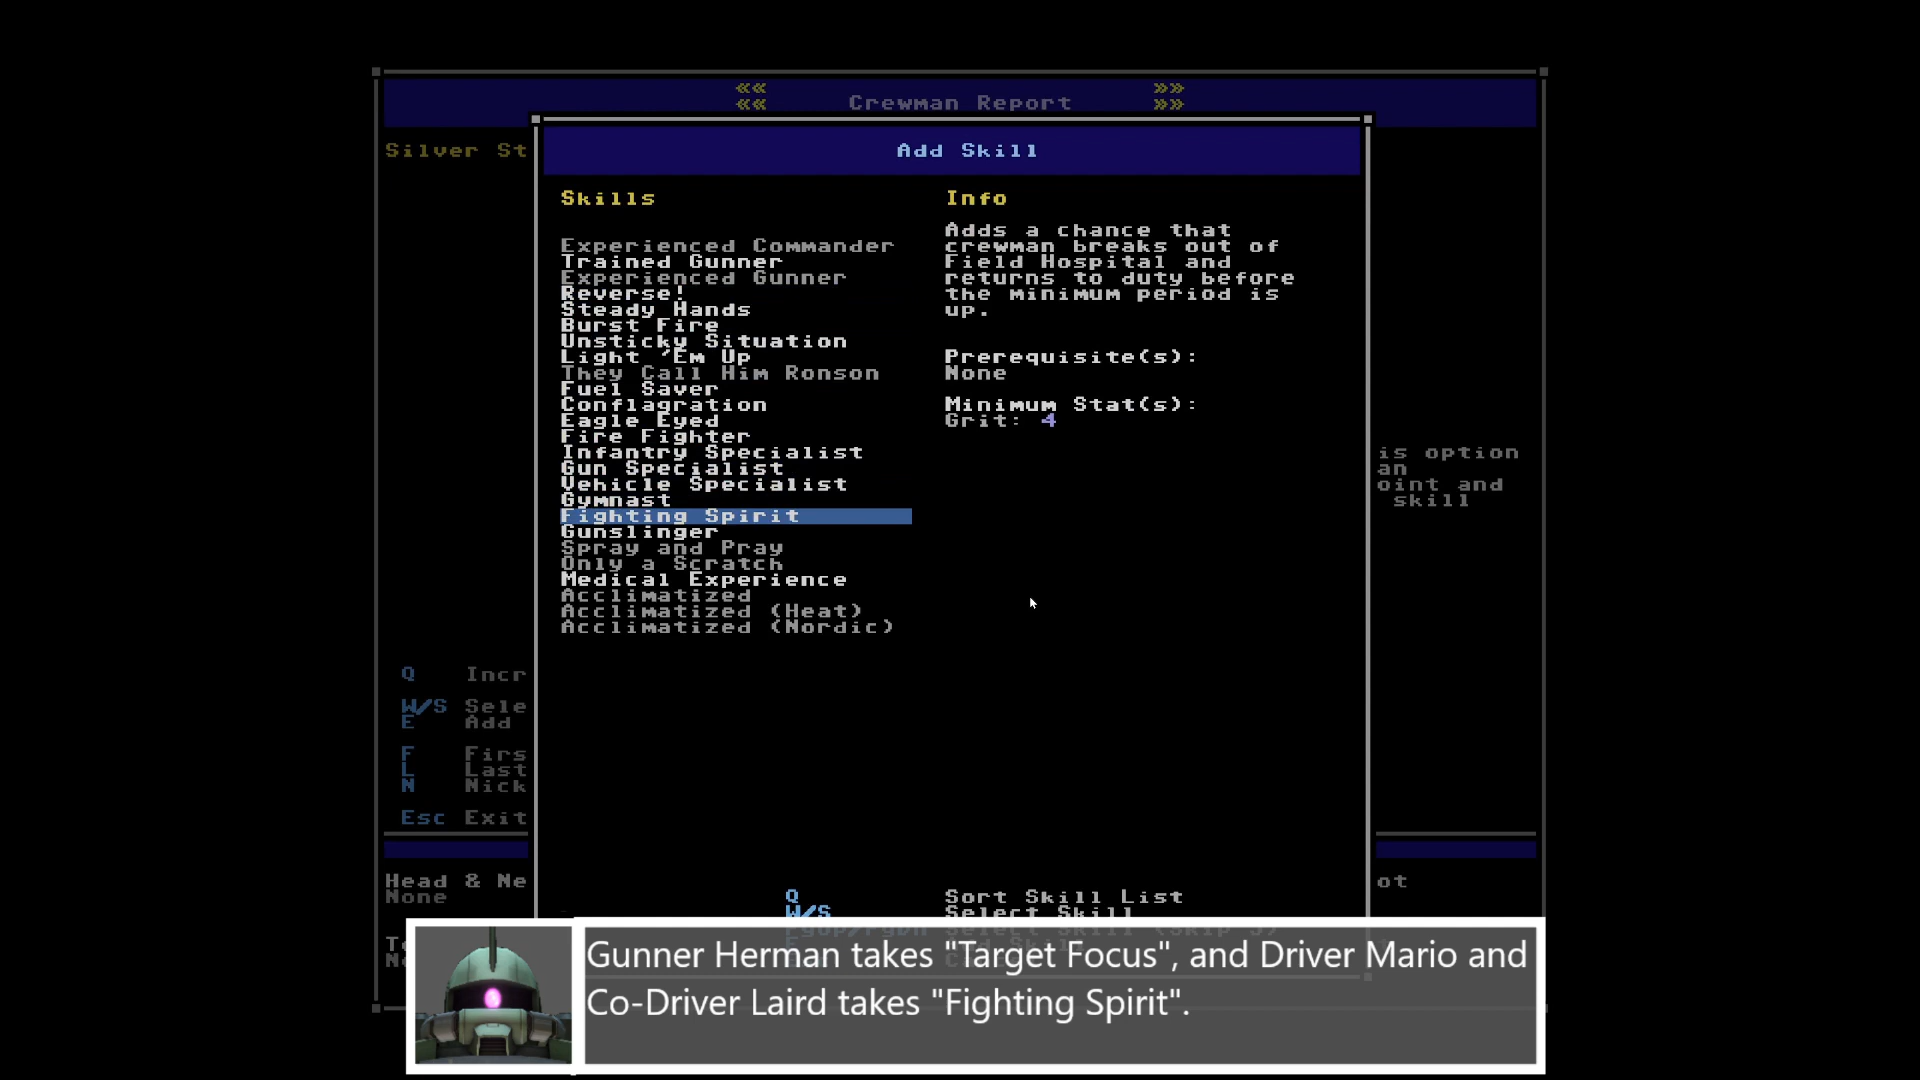 «« »»
«« Crewman Report »»
Silver St
Add Skill
Skills
Experienced Commander
Trained Gunner
Experienced Gunner
Reverse!
Steady Hands
Burst Fire
Unsticky Situation
Light 'Em Up
They Call Him Ronson
Fuel Saver
Conflagration
Eagle Eyed
Fire Fighter
Infantry Specialist
Gun Specialist
Vehicle Specialist
Gymnast
Fighting Spirit
Gunslinger
Spray and Pray
Only a Scratch
Medical Experience
Acclimatized
Acclimatized (Heat)
Acclimatized (Nordic)
Info
Adds a chance that
crewman breaks out of
Field Hospital and
returns to duty before
the minimum period is
up.
Prerequisite(s):
None
Minimum Stat(s):
Grit: 4
is option
an
oint and
skill
Q Incr
W/S Sele
E Add
F Firs
L Last
N Nick
Esc Exit
Head & Ne
None
ot
Q Sort Skill List
W/S Select Skill
PgUp/PgDn Select Skill (Skip 5)
Gunner Herman takes "Target Focus", and Driver Mario and
Co-Driver Laird takes "Fighting Spirit".